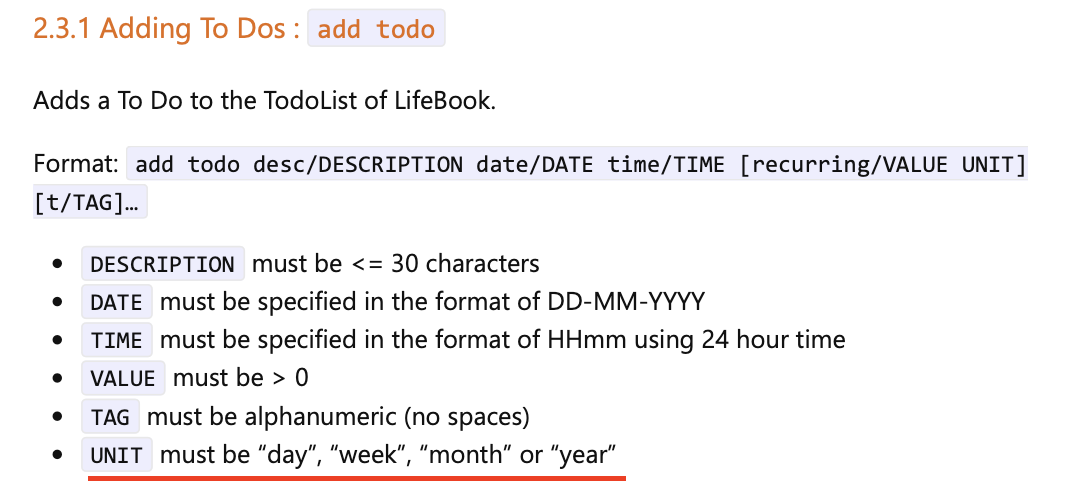 2.3.1 Adding To Dos : add todo
Adds a To Do to the TodoList of LifeBook.
Format: add todo desc/DESCRIPTION date/DATE time/TIME [recurring/VALUE UNIT]
[t/TAG]…
• DESCRIPTION must be <= 30 characters
• DATE must be specified in the format of DD-MM-YYYY
• TIME must be specified in the format of HHmm using 24 hour time
• VALUE must be > 0
• TAG must be alphanumeric (no spaces)
• UNIT must be “day”, “week”, “month” or “year”